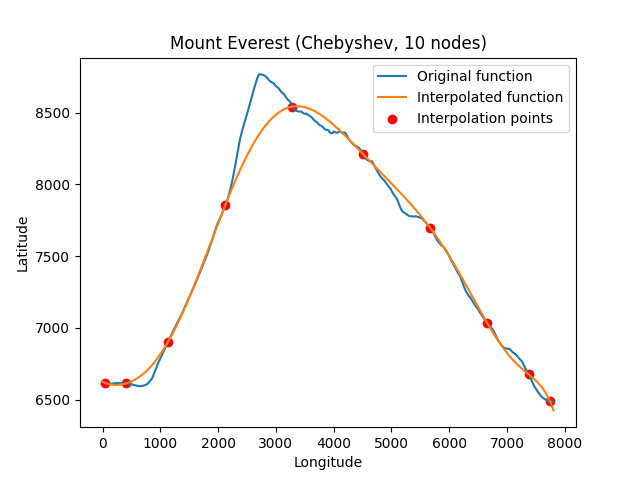 Mount Everest (Chebyshev, 10 nodes)
Original function
Interpolated function
Interpolation points
Latitude
8500
8000
7500
7000
6500
0 1000 2000 3000 4000 5000 6000 7000 8000
Longitude